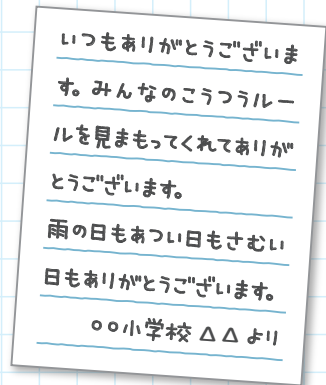 いつもありがとうございま
す。みんなのこうつうルー
ルを見まもってくれてありが
とうございます。
雨の日もあつい日もさむい
日もありがとうございます。
○○小学校 △△より